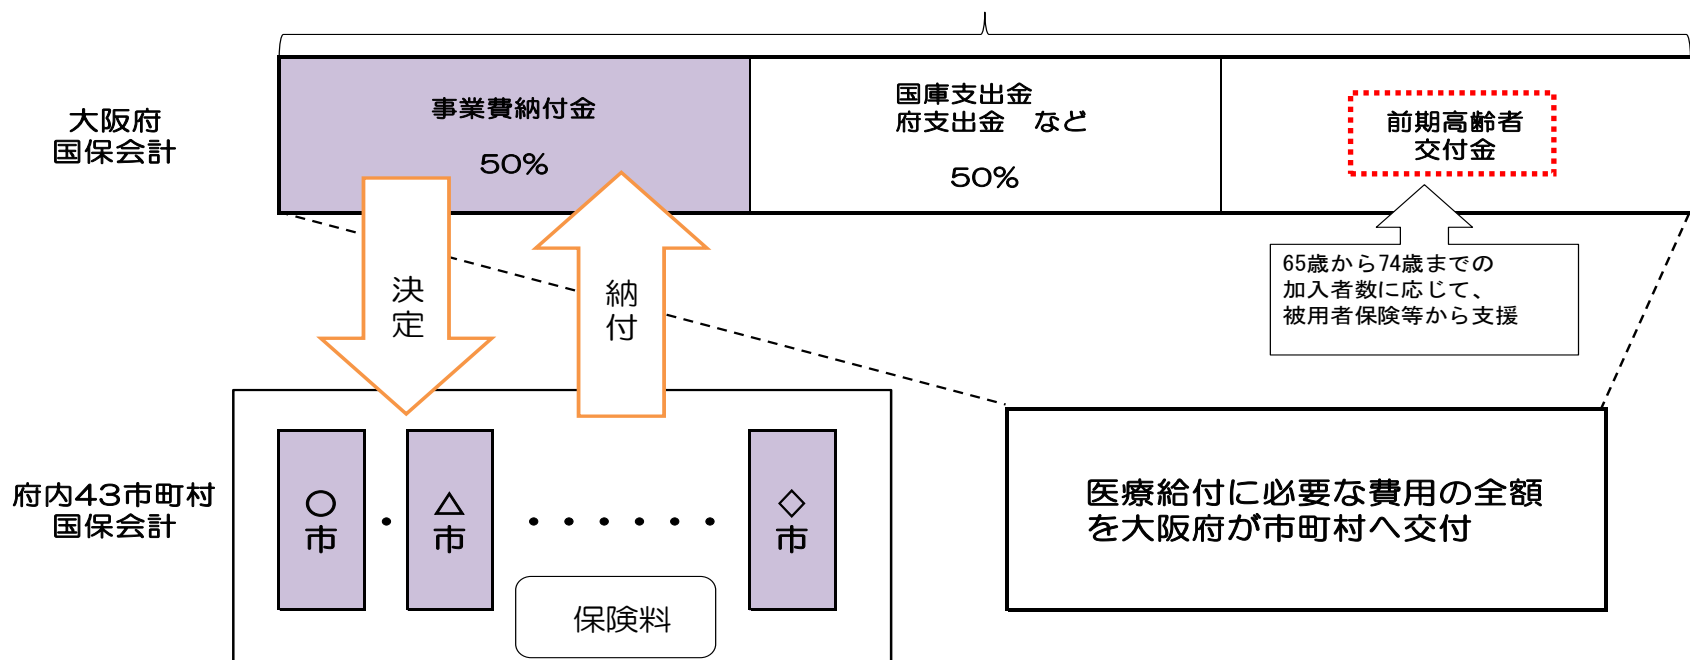 大阪府
国保会計
事業費納付金
50%
国庫支出金
府支出金　など
50%
前期高齢者
交付金
65歳から74歳までの
加入者数に応じて、
被用者保険等から支援
決定
納付
府内43市町村
国保会計
○市
・
△市
・・・・・・
◇市
保険料
医療給付に必要な費用の全額
を大阪府が市町村へ交付